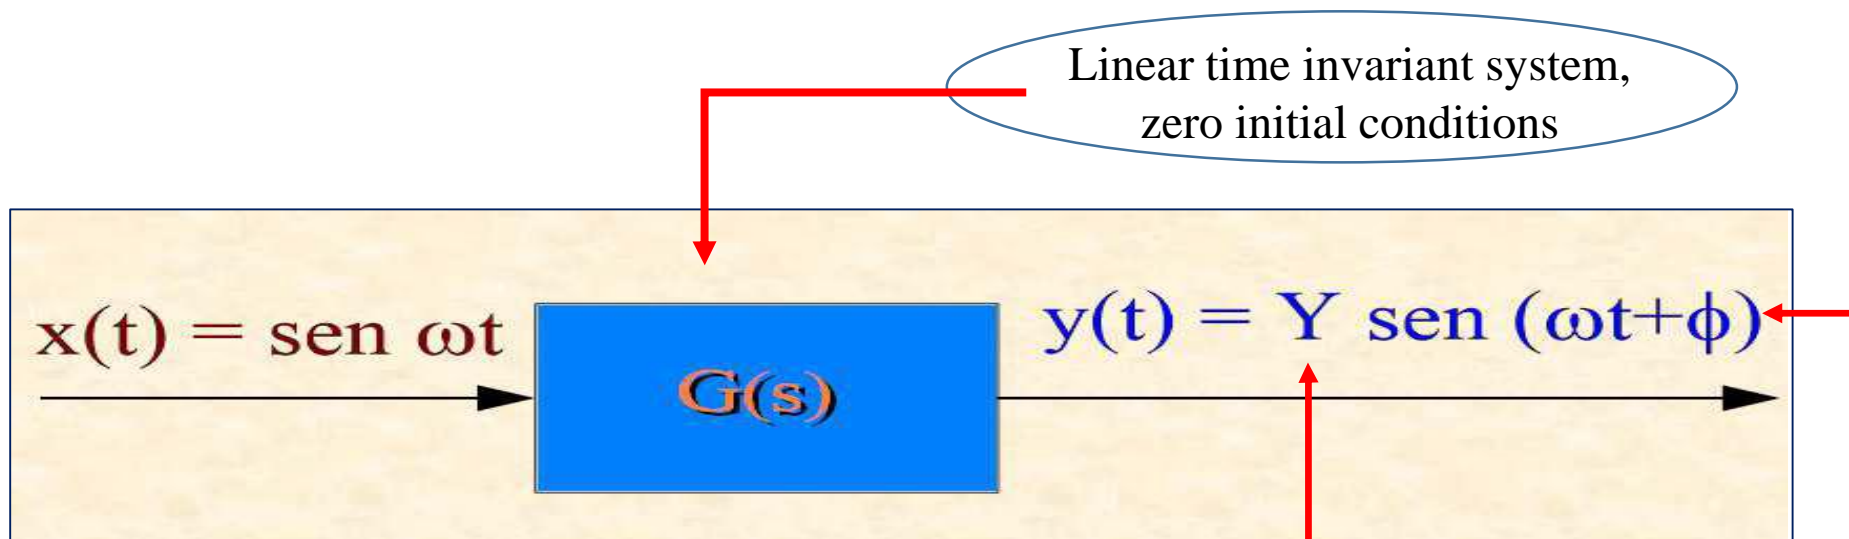 Linear time invariant system,
zero initial conditions
x(t) = sen ωt
G(s)
y(t) = Y sen (ωt+ϕ)